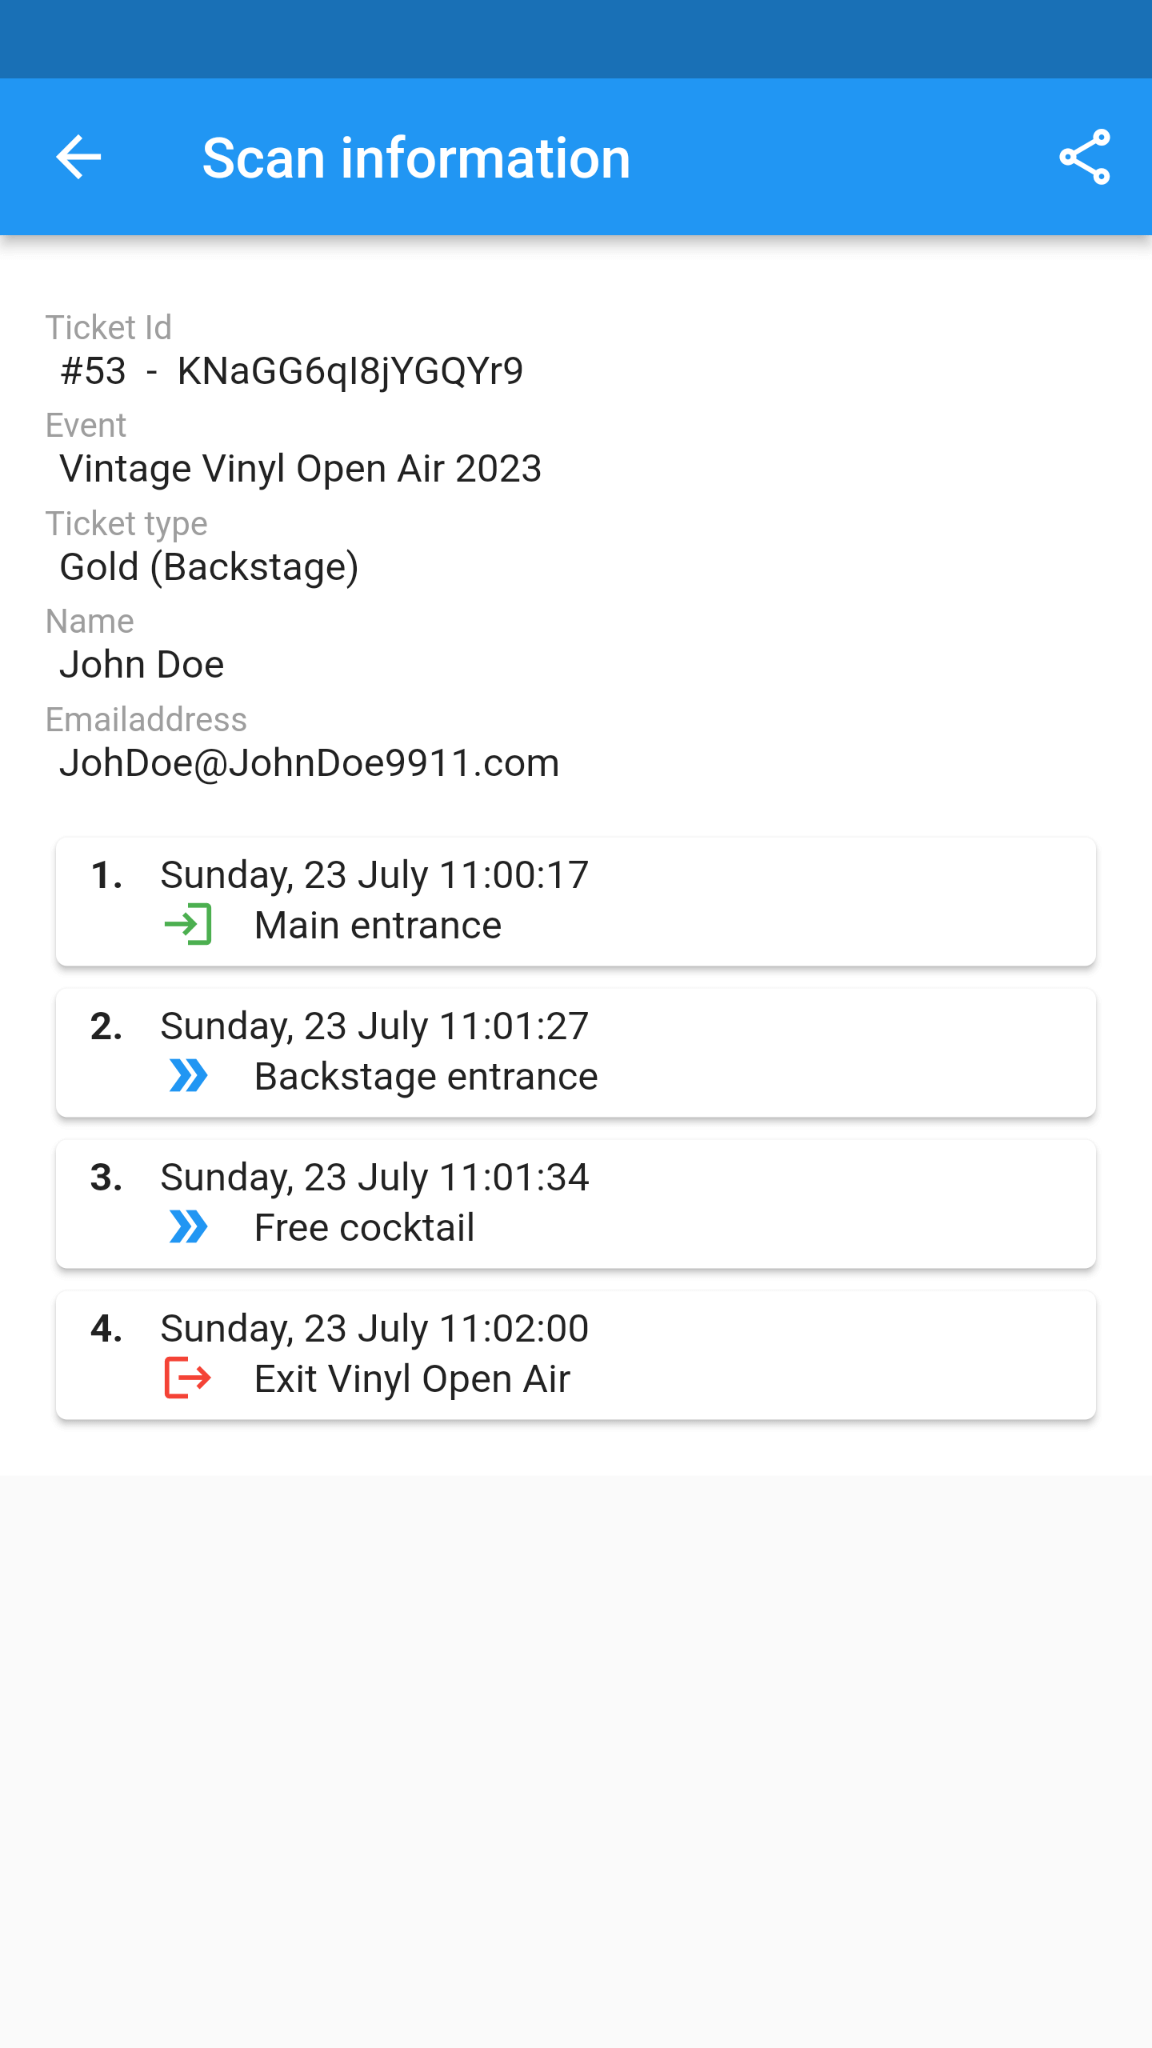 Scan information
Ticket Id
#53 - KNaGG6qI8jYGQYr9
Event
Vintage Vinyl Open Air 2023
Ticket type
Gold (Backstage)
Name
John Doe
Emailaddress
JohDoe@JohnDoe9911.com
1. Sunday, 23 July 11:00:17
Main entrance
2. Sunday, 23 July 11:01:27
Backstage entrance
3. Sunday, 23 July 11:01:34
Free cocktail
4. Sunday, 23 July 11:02:00
Exit Vinyl Open Air